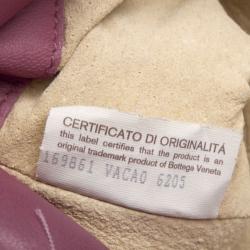 CERTIFICATO DI ORIGINALITÀ
this label certifies that the product is an
original trademark product of Bottega Veneta
169861 VACAO 6205